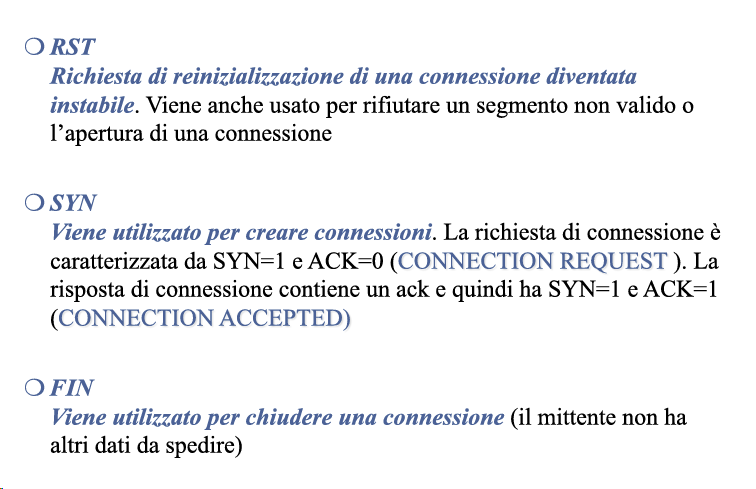 ❍ RST
Richiesta di reinizializzazione di una connessione diventata
instabile. Viene anche usato per rifiutare un segmento non valido o
l’apertura di una connessione
❍ SYN
Viene utilizzato per creare connessioni. La richiesta di connessione è
caratterizzata da SYN=1 e ACK=0 (CONNECTION REQUEST ). La
risposta di connessione contiene un ack e quindi ha SYN=1 e ACK=1
(CONNECTION ACCEPTED)
❍ FIN
Viene utilizzato per chiudere una connessione (il mittente non ha
altri dati da spedire)